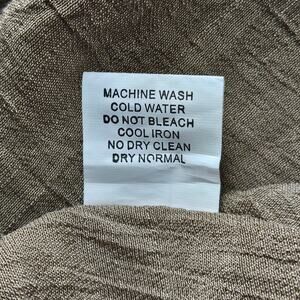 MACHINE WASH
COLD WATER
DO NOT BLEACH
COOL IRON
NO DRY CLEAN
DRY NORMAL